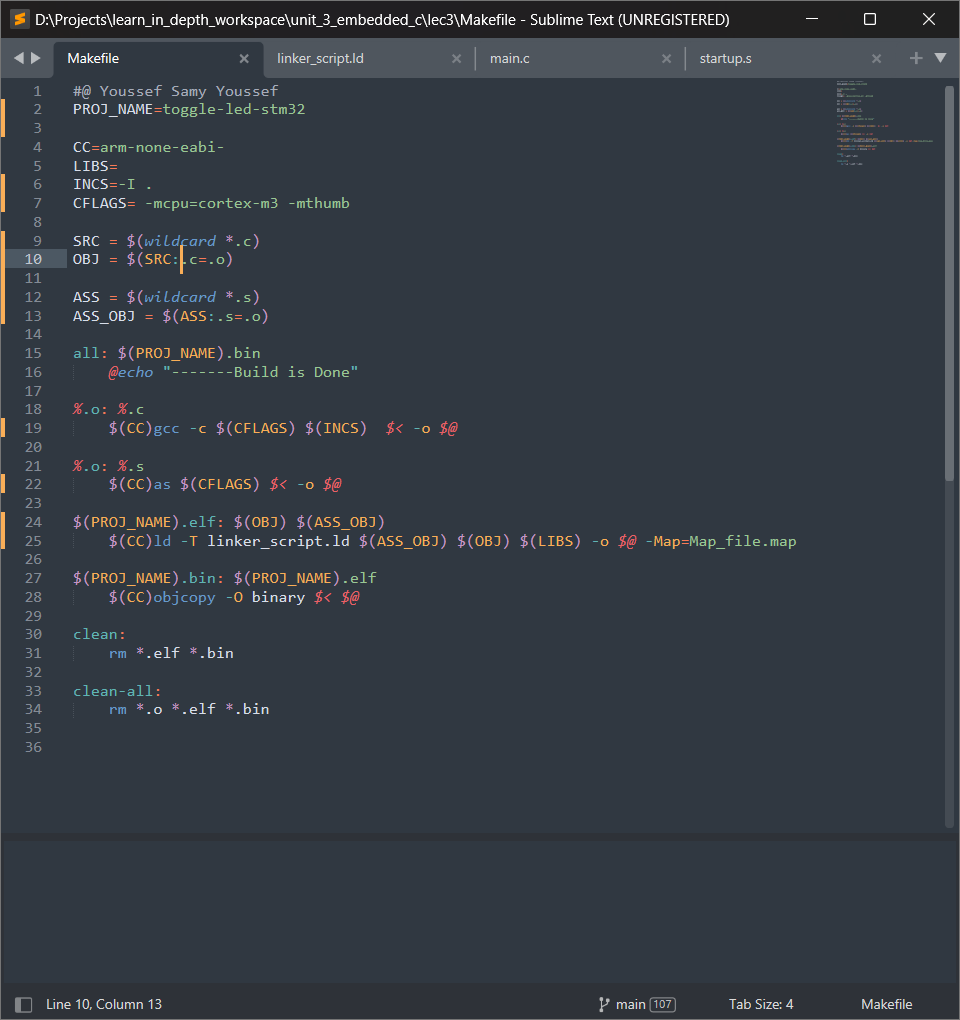 D:\Projects\learn_in_depth_workspace\unit_3_embedded_c\lec3\Makefile - Sublime Text (UNREGISTERED)
Makefile linker_script.ld main.c startup.s
1 #@ Youssef Samy Youssef
2 PROJ_NAME=toggle-led-stm32
3
4 CC=arm-none-eabi-
5 LIBS=
6 INCS=-I .
7 CFLAGS= -mcpu=cortex-m3 -mthumb
8
9 SRC = $(wildcard *.c)
10 OBJ = $(SRC:.c=.o)
11
12 ASS = $(wildcard *.s)
13 ASS_OBJ = $(ASS:.s=.o)
14
15 all: $(PROJ_NAME).bin
16     @echo "-------Build is Done"
17
18 %.o: %.c
19     $(CC)gcc -c $(CFLAGS) $(INCS)  $< -o $@
20
21 %.o: %.s
22     $(CC)as $(CFLAGS) $< -o $@
23
24 $(PROJ_NAME).elf: $(OBJ) $(ASS_OBJ)
25     $(CC)ld -T linker_script.ld $(ASS_OBJ) $(OBJ) $(LIBS) -o $@ -Map=Map_file.map
26
27 $(PROJ_NAME).bin: $(PROJ_NAME).elf
28     $(CC)objcopy -O binary $< $@
29
30 clean:
31     rm *.elf *.bin
32
33 clean-all:
34     rm *.o *.elf *.bin
35
36
Line 10, Column 13 main 107 Tab Size: 4 Makefile